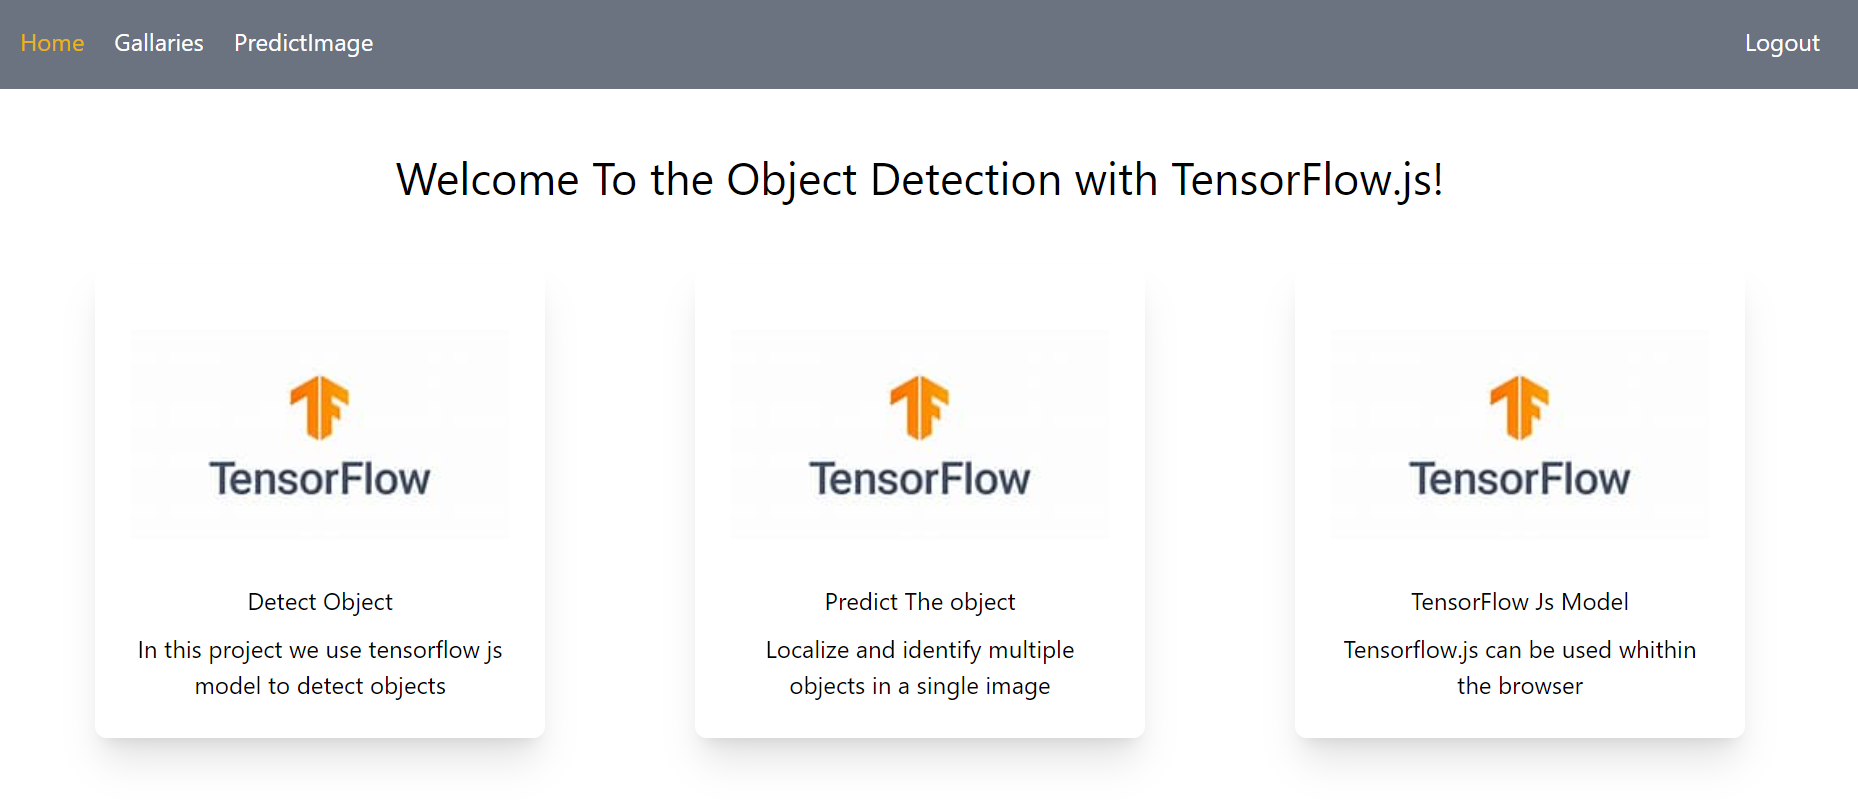 Home Gallaries PredictImage Logout
Welcome To the Object Detection with TensorFlow.js!
TensorFlow
Detect Object
In this project we use tensorflow js
model to detect objects
TensorFlow
Predict The object
Localize and identify multiple
objects in a single image
TensorFlow
TensorFlow Js Model
Tensorflow.js can be used whithin
the browser